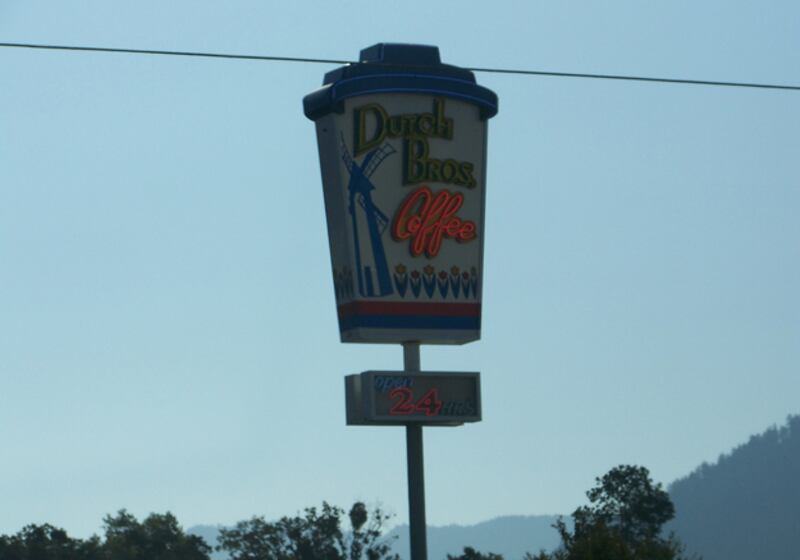 Dutch
Bros.
Coffee
open
24 HRS